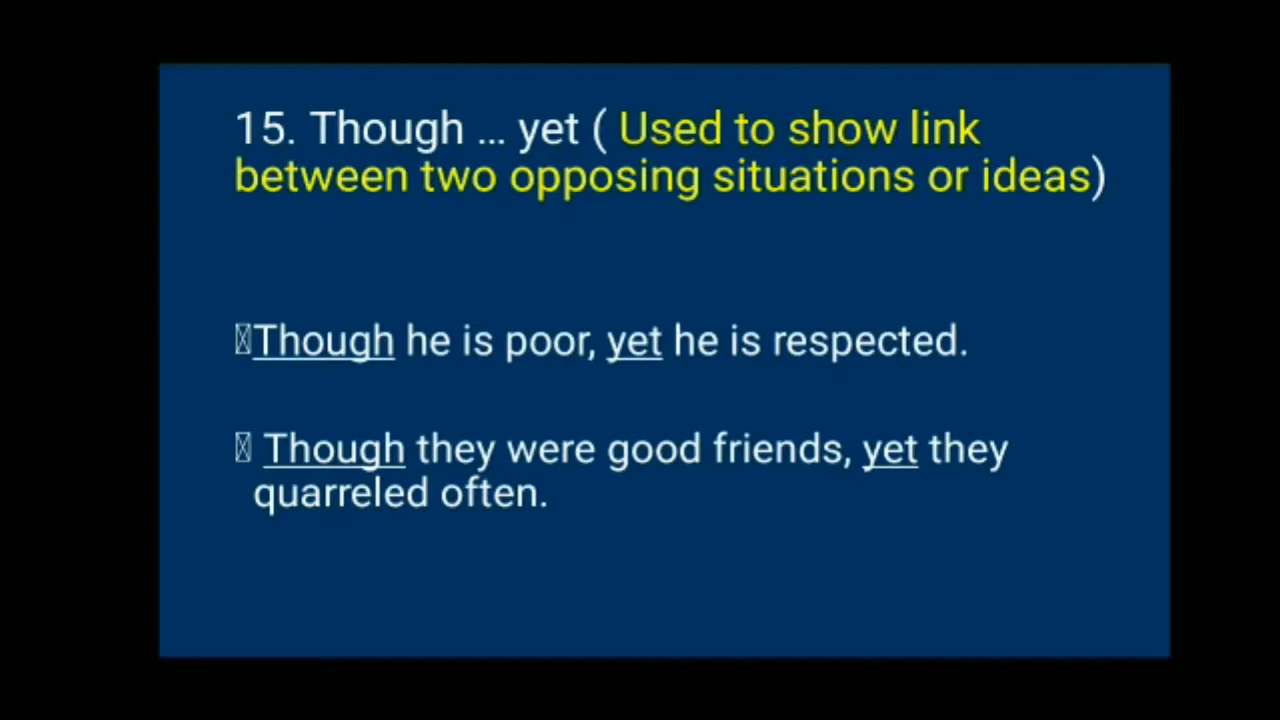 15. Though ... yet ( Used to show link
between two opposing situations or ideas)
Though he is poor, yet he is respected.
Though they were good friends, yet they
quarreled often.